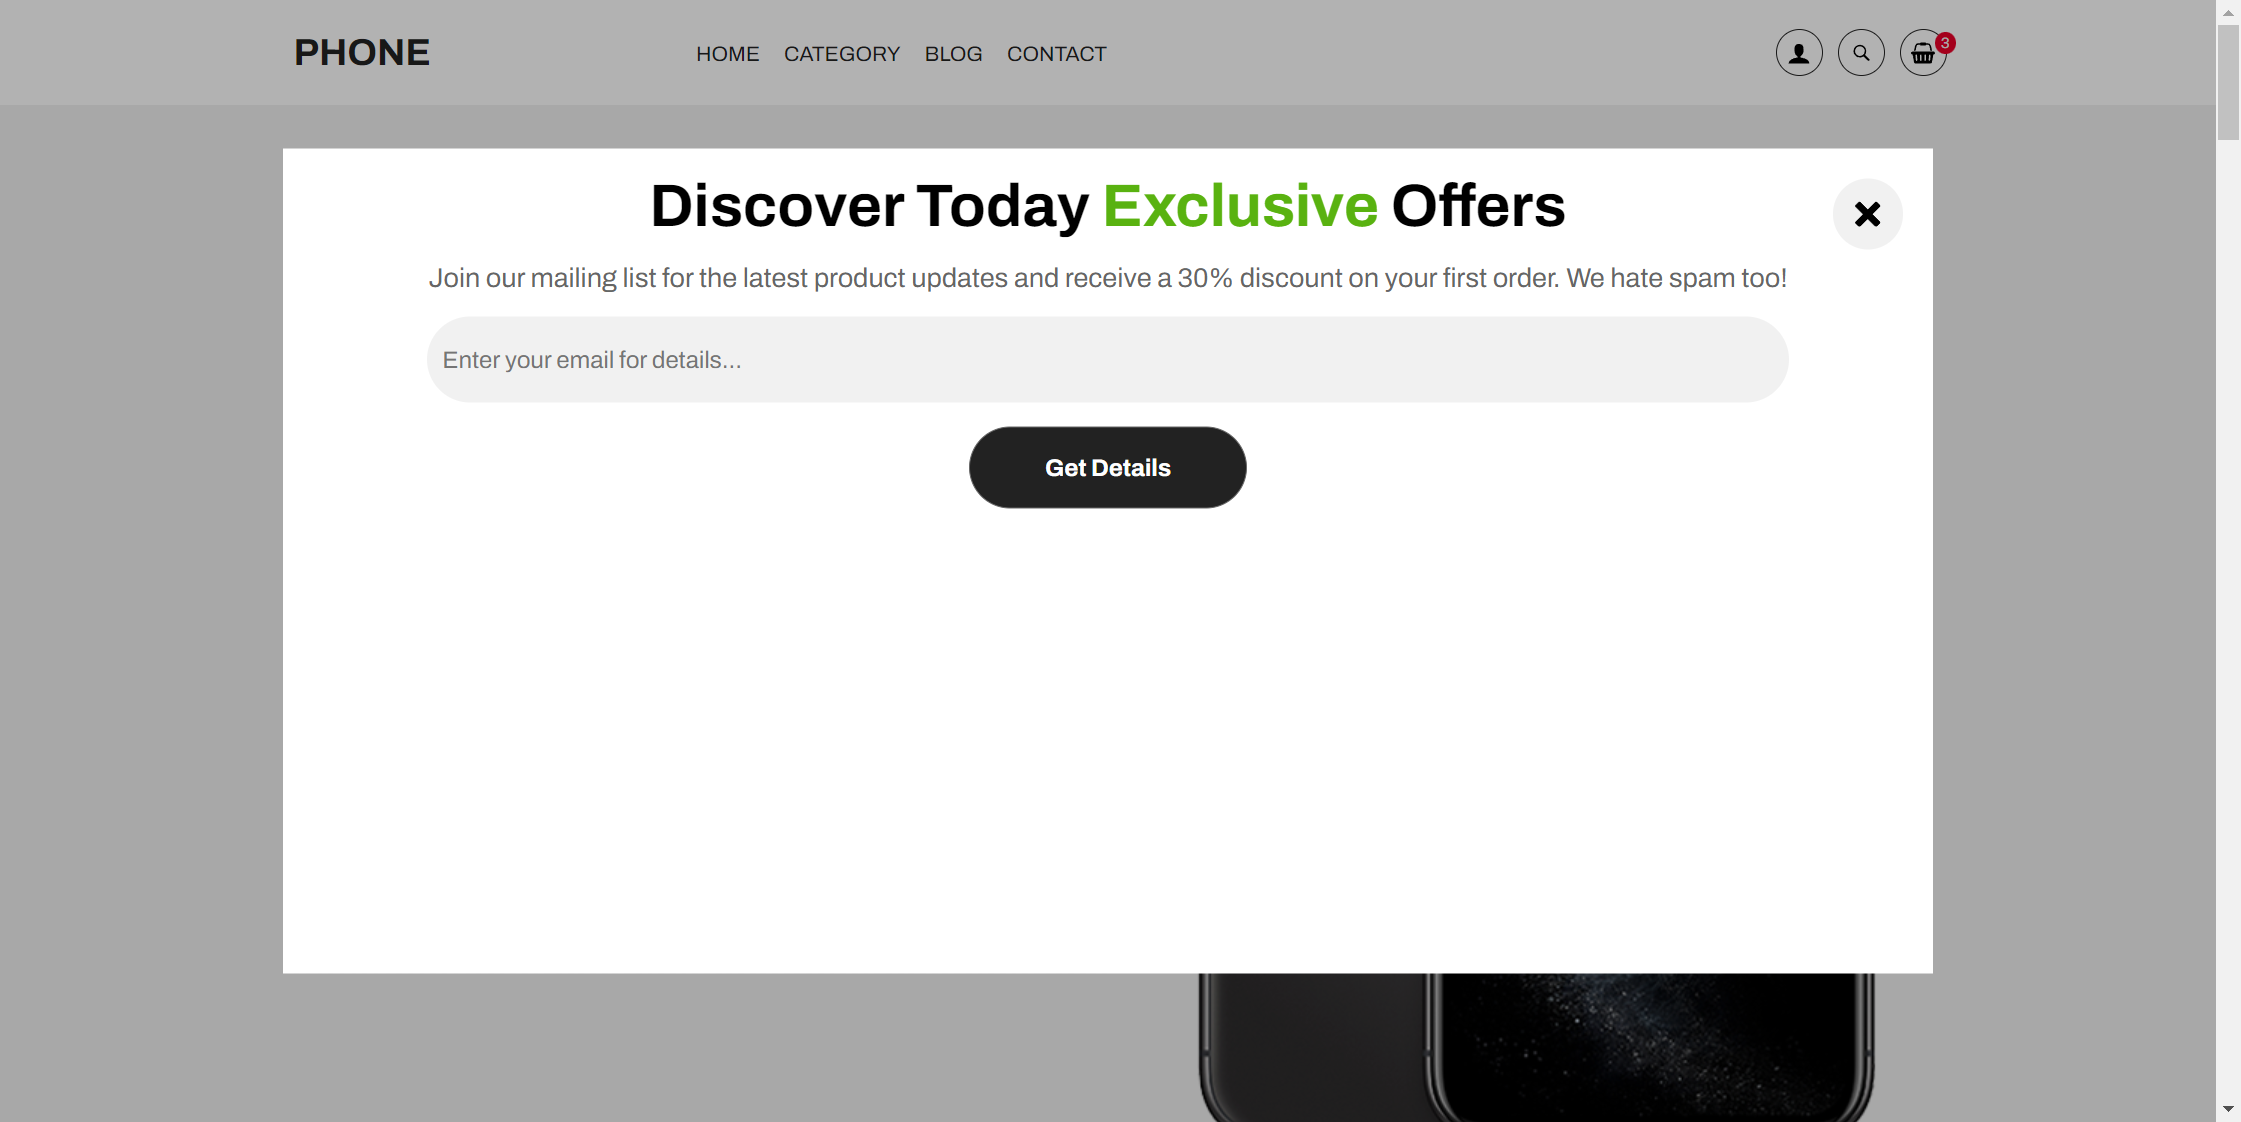 PHONE
HOME CATEGORY BLOG CONTACT
3
Discover Today Exclusive Offers
Join our mailing list for the latest product updates and receive a 30% discount on your first order. We hate spam too!
Enter your email for details...
Get Details